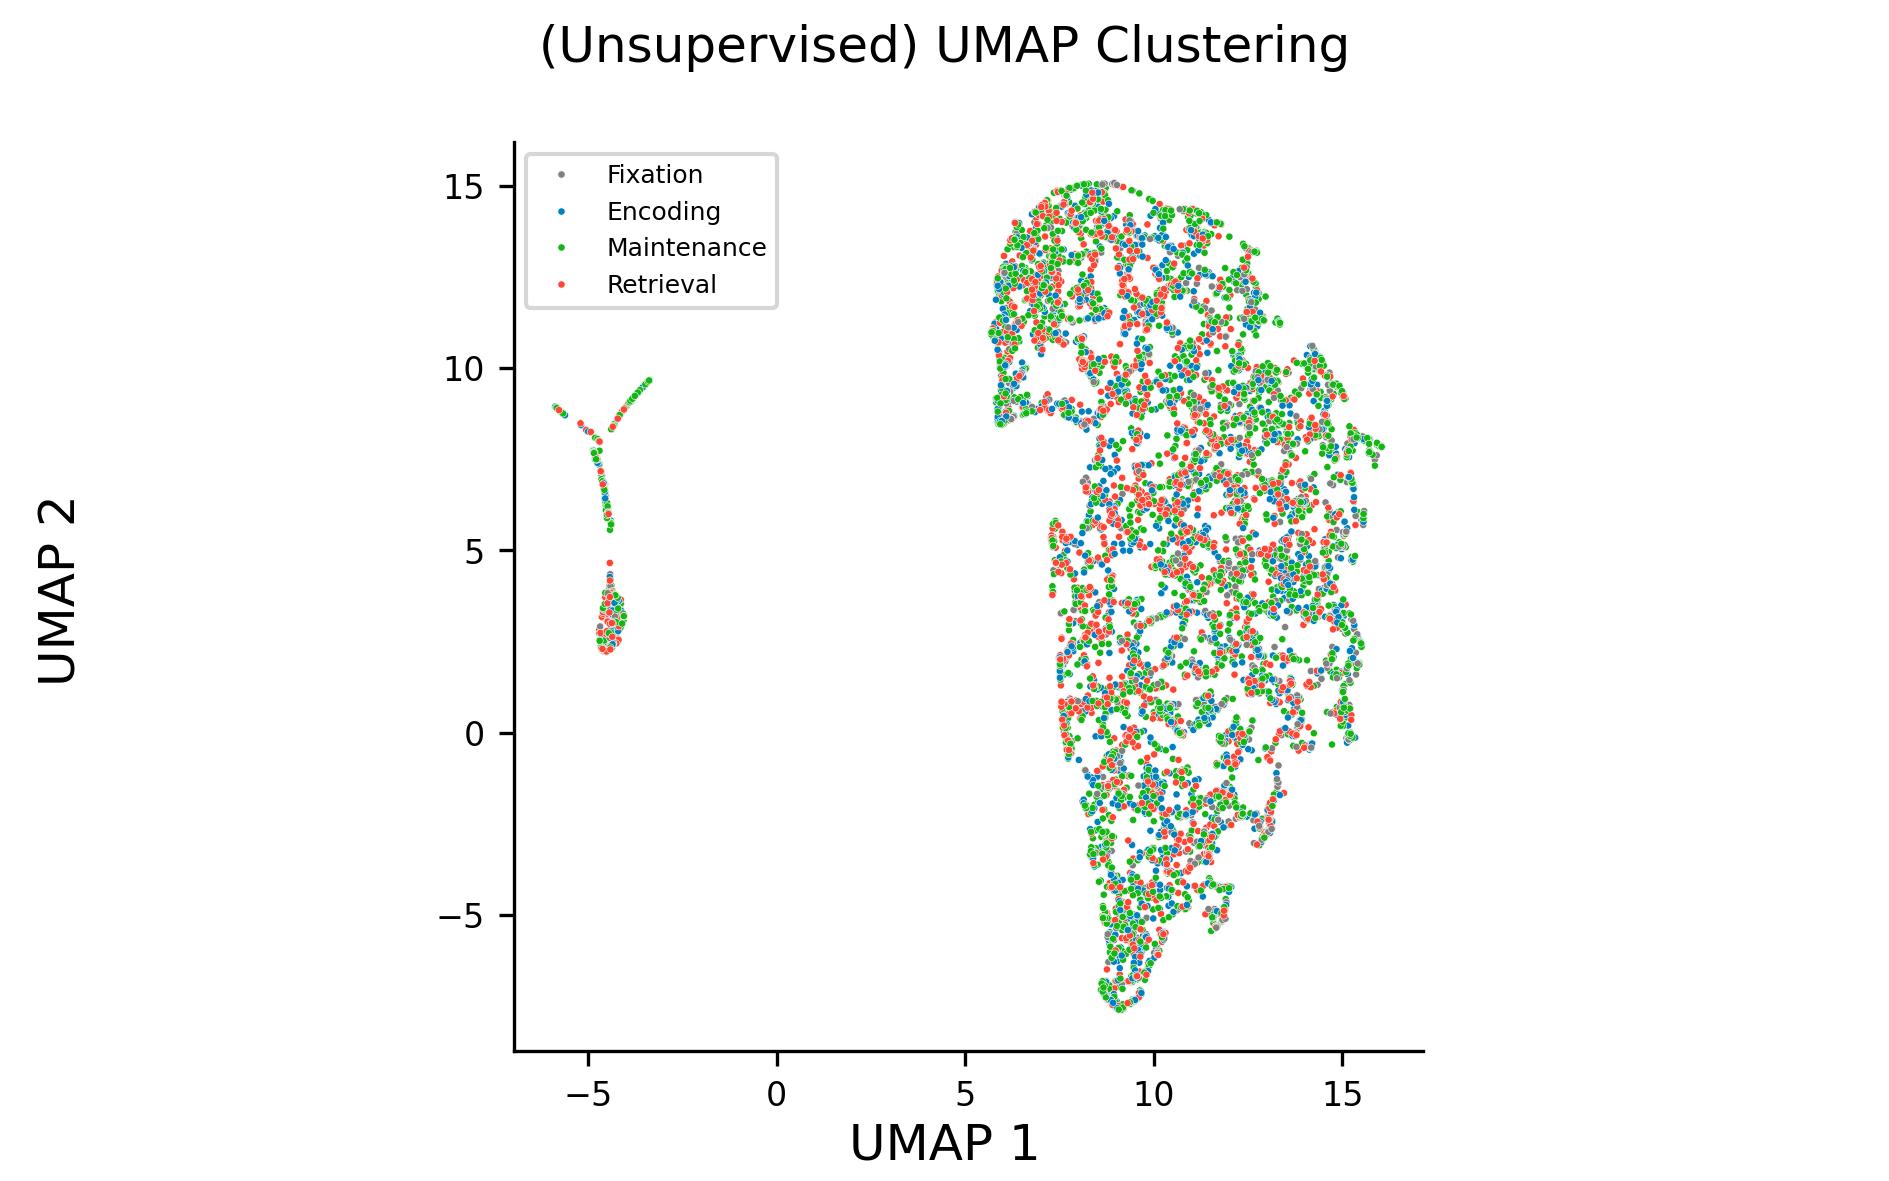 (Unsupervised) UMAP Clustering
Fixation
Encoding
Maintenance
Retrieval
15
10
5
0
−5
UMAP 2
−5 0 5 10 15
UMAP 1